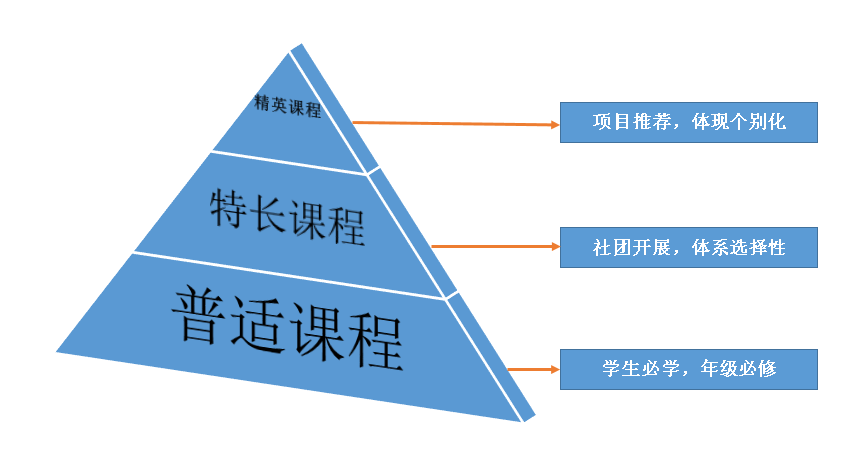 精英课程
项目推荐，体现个别化
特长课程
社团开展，体系选择性
普适课程
学生必学，年级必修